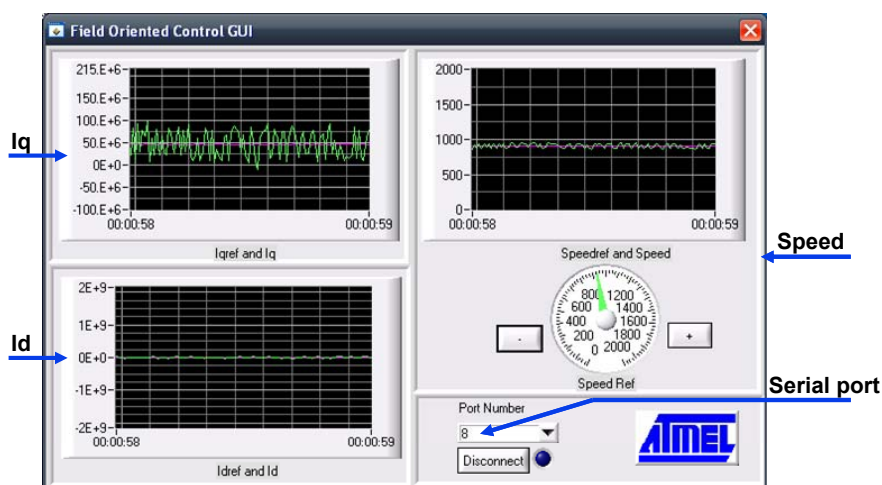 Field Oriented Control GUI
215.E+6-
150.E+6-
100.E+6-
50.E+6-
0E+0-
-50.E+6-
-100.E+6-
00:00:58
00:00:59
Iqref and Iq
Iq
2000-
1500-
1000-
500-
0-
00:00:58
00:00:59
Speedref and Speed
Speed
2E+9-
1E+9-
0E+0-
-1E+9-
-2E+9-
00:00:58
00:00:59
Idref and Id
Id
800 1200
600 1400
400 1600
200 1800
0 2000
-
+
Speed Ref
Serial port
Port Number
8
Disconnect
ATMEL